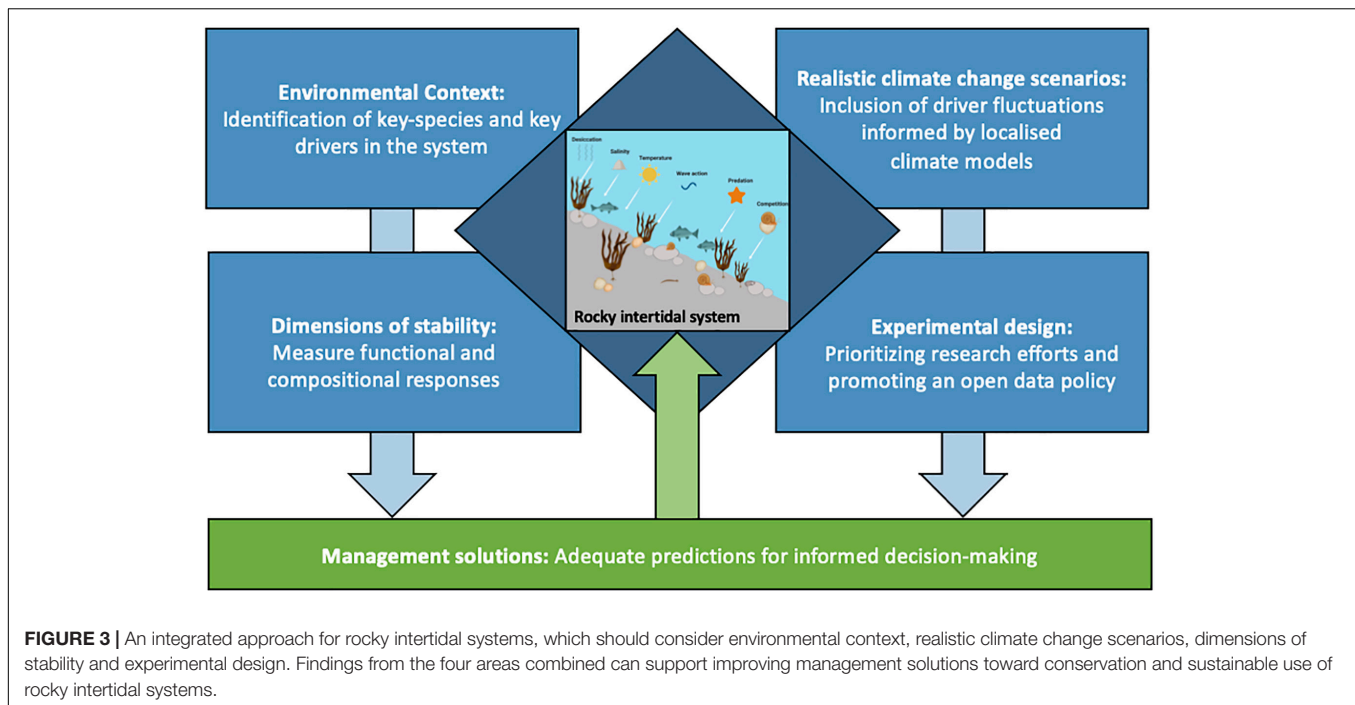 Environmental Context:
Identification of key-species and key
drivers in the system
Realistic climate change scenarios:
Inclusion of driver fluctuations
informed by localised
climate models
Desiccation
Salinity
Temperature
Wave action
Predation
Competition
Rocky intertidal system
Dimensions of stability:
Measure functional and
compositional responses
Experimental design:
Prioritizing research efforts and
promoting an open data policy
Management solutions: Adequate predictions for informed decision-making
FIGURE 3 | An integrated approach for rocky intertidal systems, which should consider environmental context, realistic climate change scenarios, dimensions of
stability and experimental design. Findings from the four areas combined can support improving management solutions toward conservation and sustainable use of
rocky intertidal systems.